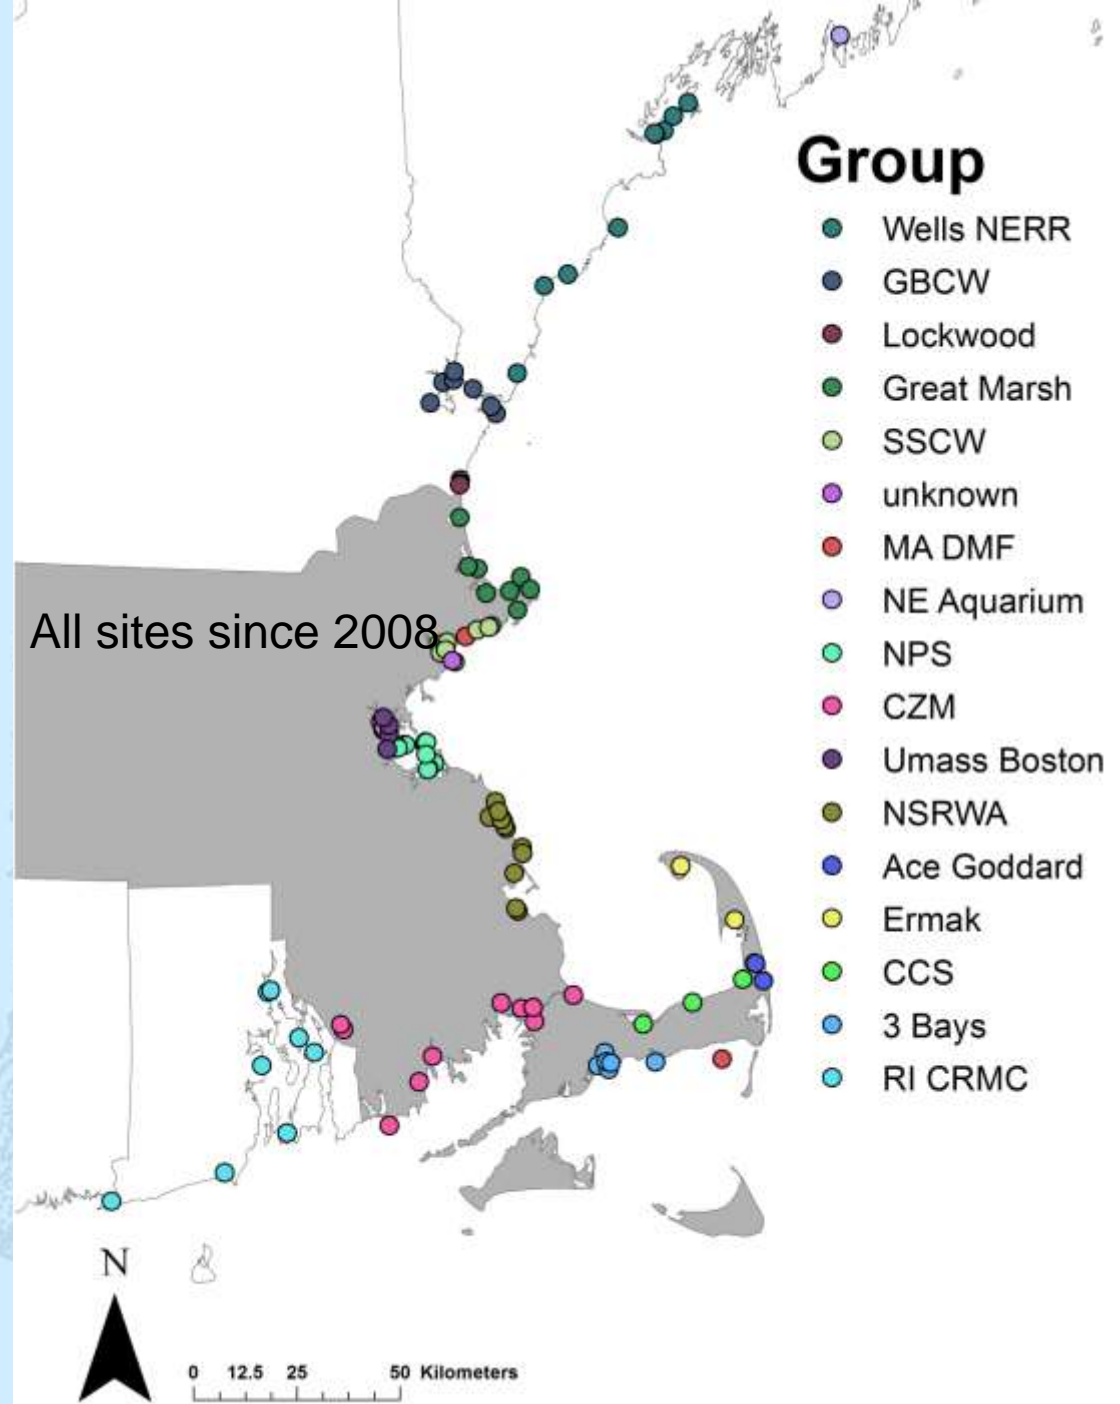 Group
Wells NERR
GBCW
Lockwood
Great Marsh
SSCW
unknown
MA DMF
NE Aquarium
NPS
CZM
Umass Boston
NSRWA
Ace Goddard
Ermak
CCS
3 Bays
RI CRMC
All sites since 2008
N
0 12.5 25 50 Kilometers